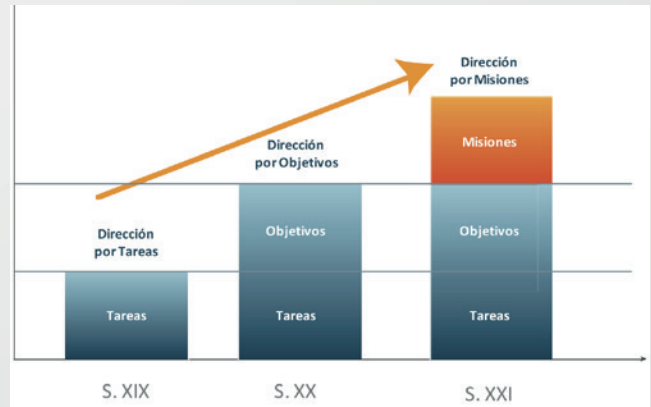 Dirección
por Misiones
Misiones
Dirección
por Objetivos
Objetivos
Objetivos
Dirección
por Tareas
Tareas
Tareas
Tareas
S. XIX
S. XX
S. XXI